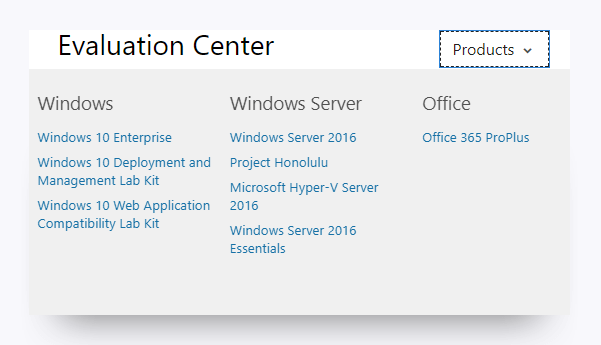 Evaluation Center
Products
Windows
Windows 10 Enterprise
Windows 10 Deployment and
Management Lab Kit
Windows 10 Web Application
Compatibility Lab Kit
Windows Server
Windows Server 2016
Project Honolulu
Microsoft Hyper-V Server
2016
Windows Server 2016
Essentials
Office
Office 365 ProPlus